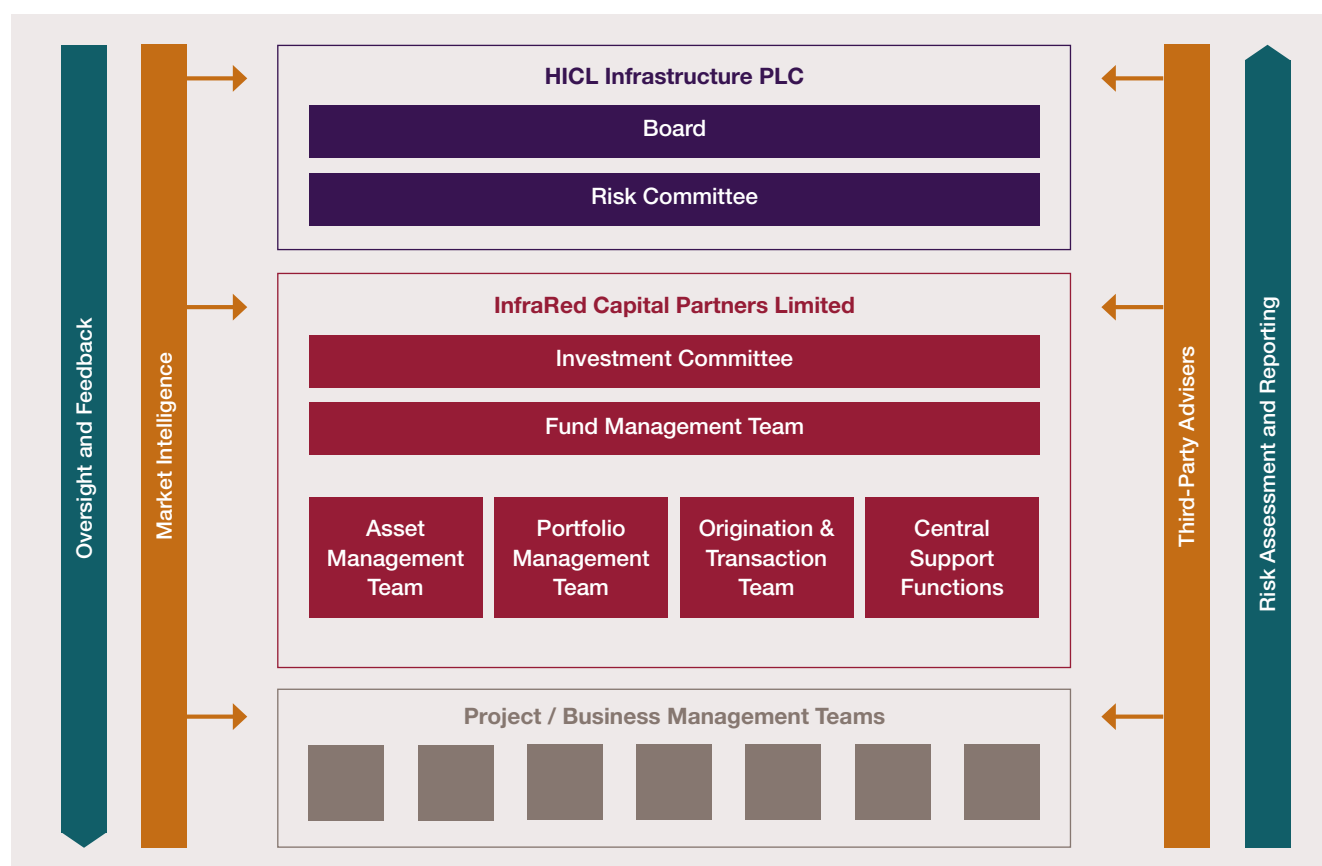 HICL Infrastructure PLC
Board
Risk Committee
InfraRed Capital Partners Limited
Investment Committee
Fund Management Team
Asset
Management
Team
Portfolio
Management
Team
Origination &
Transaction
Team
Central
Support
Functions
Project / Business Management Teams
Oversight and Feedback
Market Intelligence
Third-Party Advisers
Risk Assessment and Reporting